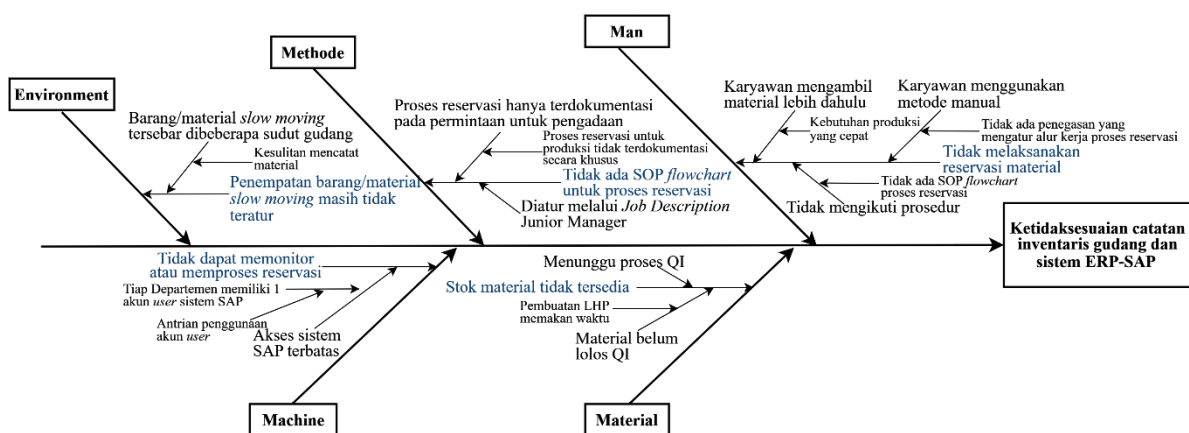 Man
Methode
Environment
Karyawan mengambil
material lebih dahulu
Kebutuhan produksi
yang cepat
Karyawan menggunakan
metode manual
Tidak ada penegasan yang
mengatur alur kerja proses reservasi
Tidak melaksanakan
reservasi material
Tidak ada SOP flowchart
proses reservasi
Tidak mengikuti prosedur
Proses reservasi hanya terdokumentasi
pada permintaan untuk pengadaan
Proses reservasi untuk
produksi tidak terdokumentasi
secara khusus
Tidak ada SOP flowchart
untuk proses reservasi
Diatur melalui Job Description
Junior Manager
Barang/material slow moving
tersebar dibeberapa sudut gudang
Kesulitan mencatat
material
Penempatan barang/material
slow moving masih tidak
teratur
Ketidaksesuaian catatan
inventaris gudang dan
sistem ERP-SAP
Tidak dapat memonitor
atau memproses reservasi
Tiap Departemen memiliki 1
akun user sistem SAP
Antrian penggunaan
akun user
Akses sistem
SAP terbatas
Menunggu proses QI
Stok material tidak tersedia
Pembuatan LHP
memakan waktu
Material belum
lolos QI
Machine
Material